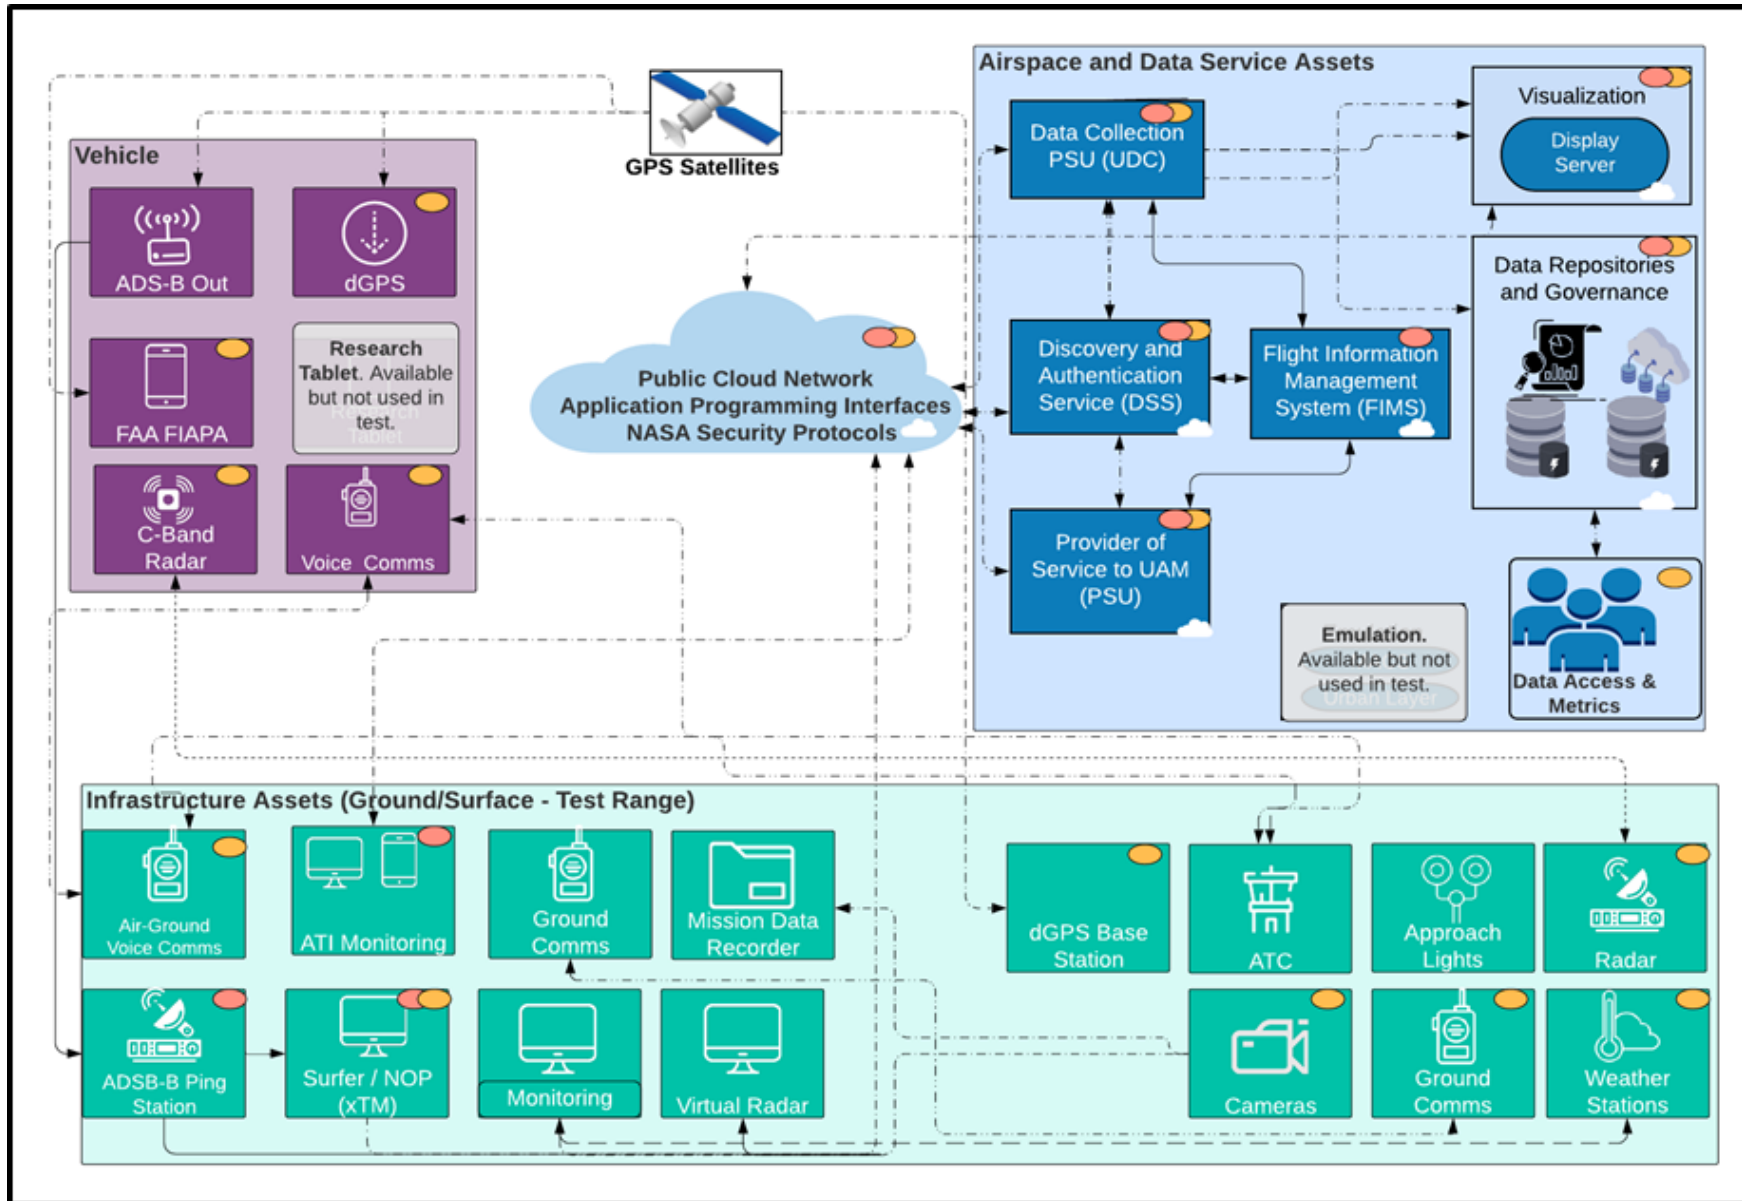 Airspace and Data Service Assets
GPS Satellites
Vehicle
ADS-B Out
dGPS
FAA FIAPA
Research
Tablet. Available
but not used in
test.
Research
Tablet
C-Band
Radar
Voice Comms
Public Cloud Network
Application Programming Interfaces
NASA Security Protocols
Data Collection
PSU (UDC)
Visualization
Display
Server
Data Repositories
and Governance
Discovery and
Authentication
Service (DSS)
Flight Information
Management
System (FIMS)
Provider of
Service to UAM
(PSU)
Emulation.
Available but not
used in test.
Urban Layer
Data Access &
Metrics
Infrastructure Assets (Ground/Surface - Test Range)
Air-Ground
Voice Comms
ATI Monitoring
Ground
Comms
Mission Data
Recorder
dGPS Base
Station
ATC
Approach
Lights
Radar
ADSB-B Ping
Station
Surfer / NOP
(xTM)
Monitoring
Virtual Radar
Cameras
Ground
Comms
Weather
Stations